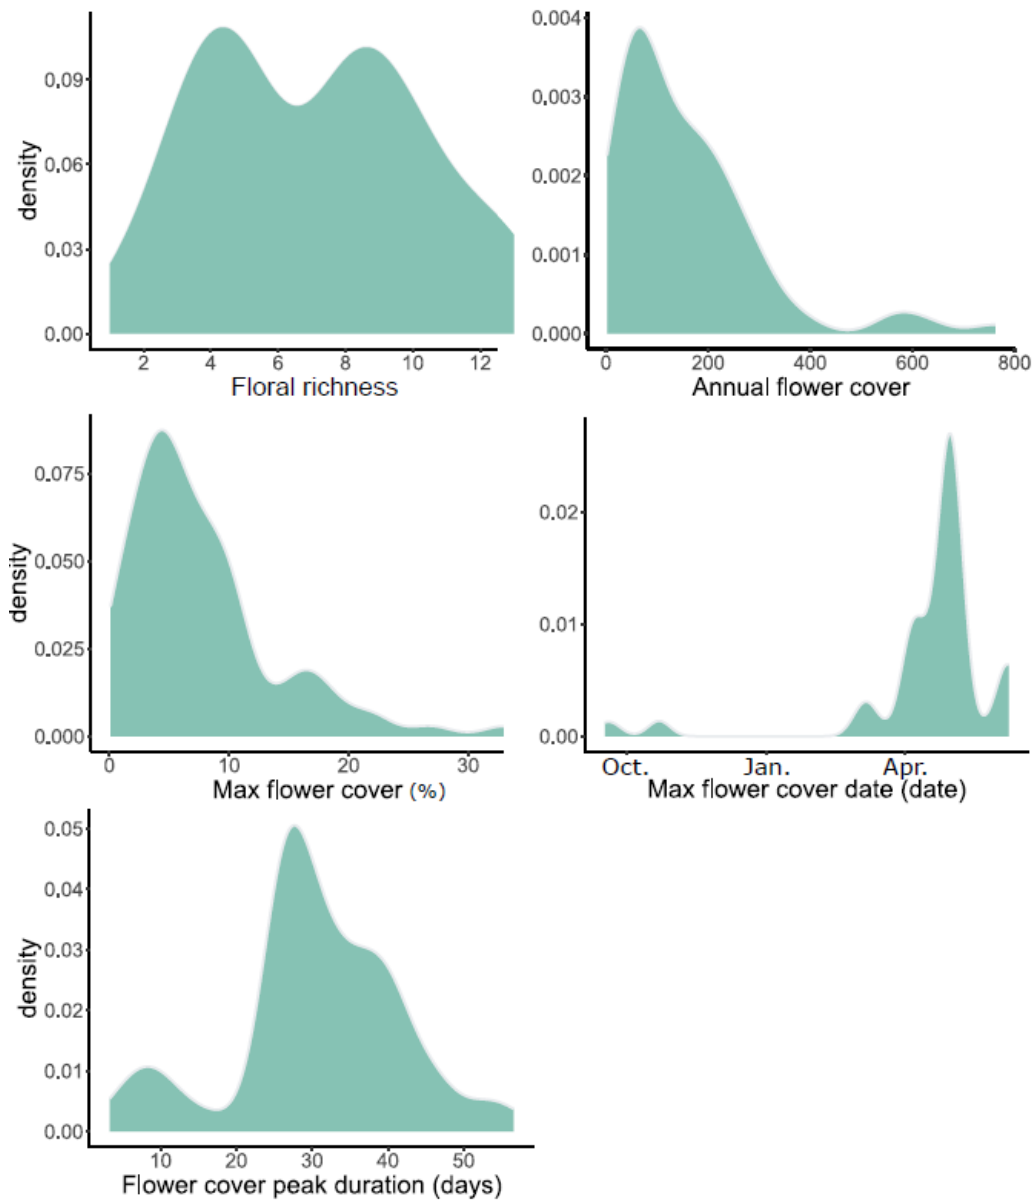 density
0.09
0.06
0.03
0.00
2 4 6 8 10 12
Floral richness
0.004
0.003
0.002
0.001
0.000
0 200 400 600 800
Annual flower cover
density
0.075
0.050
0.025
0.000
0 10 20 30
Max flower cover (%)
0.02
0.01
0.00
Oct. Jan. Apr.
Max flower cover date (date)
density
0.05
0.04
0.03
0.02
0.01
0.00
10 20 30 40 50
Flower cover peak duration (days)